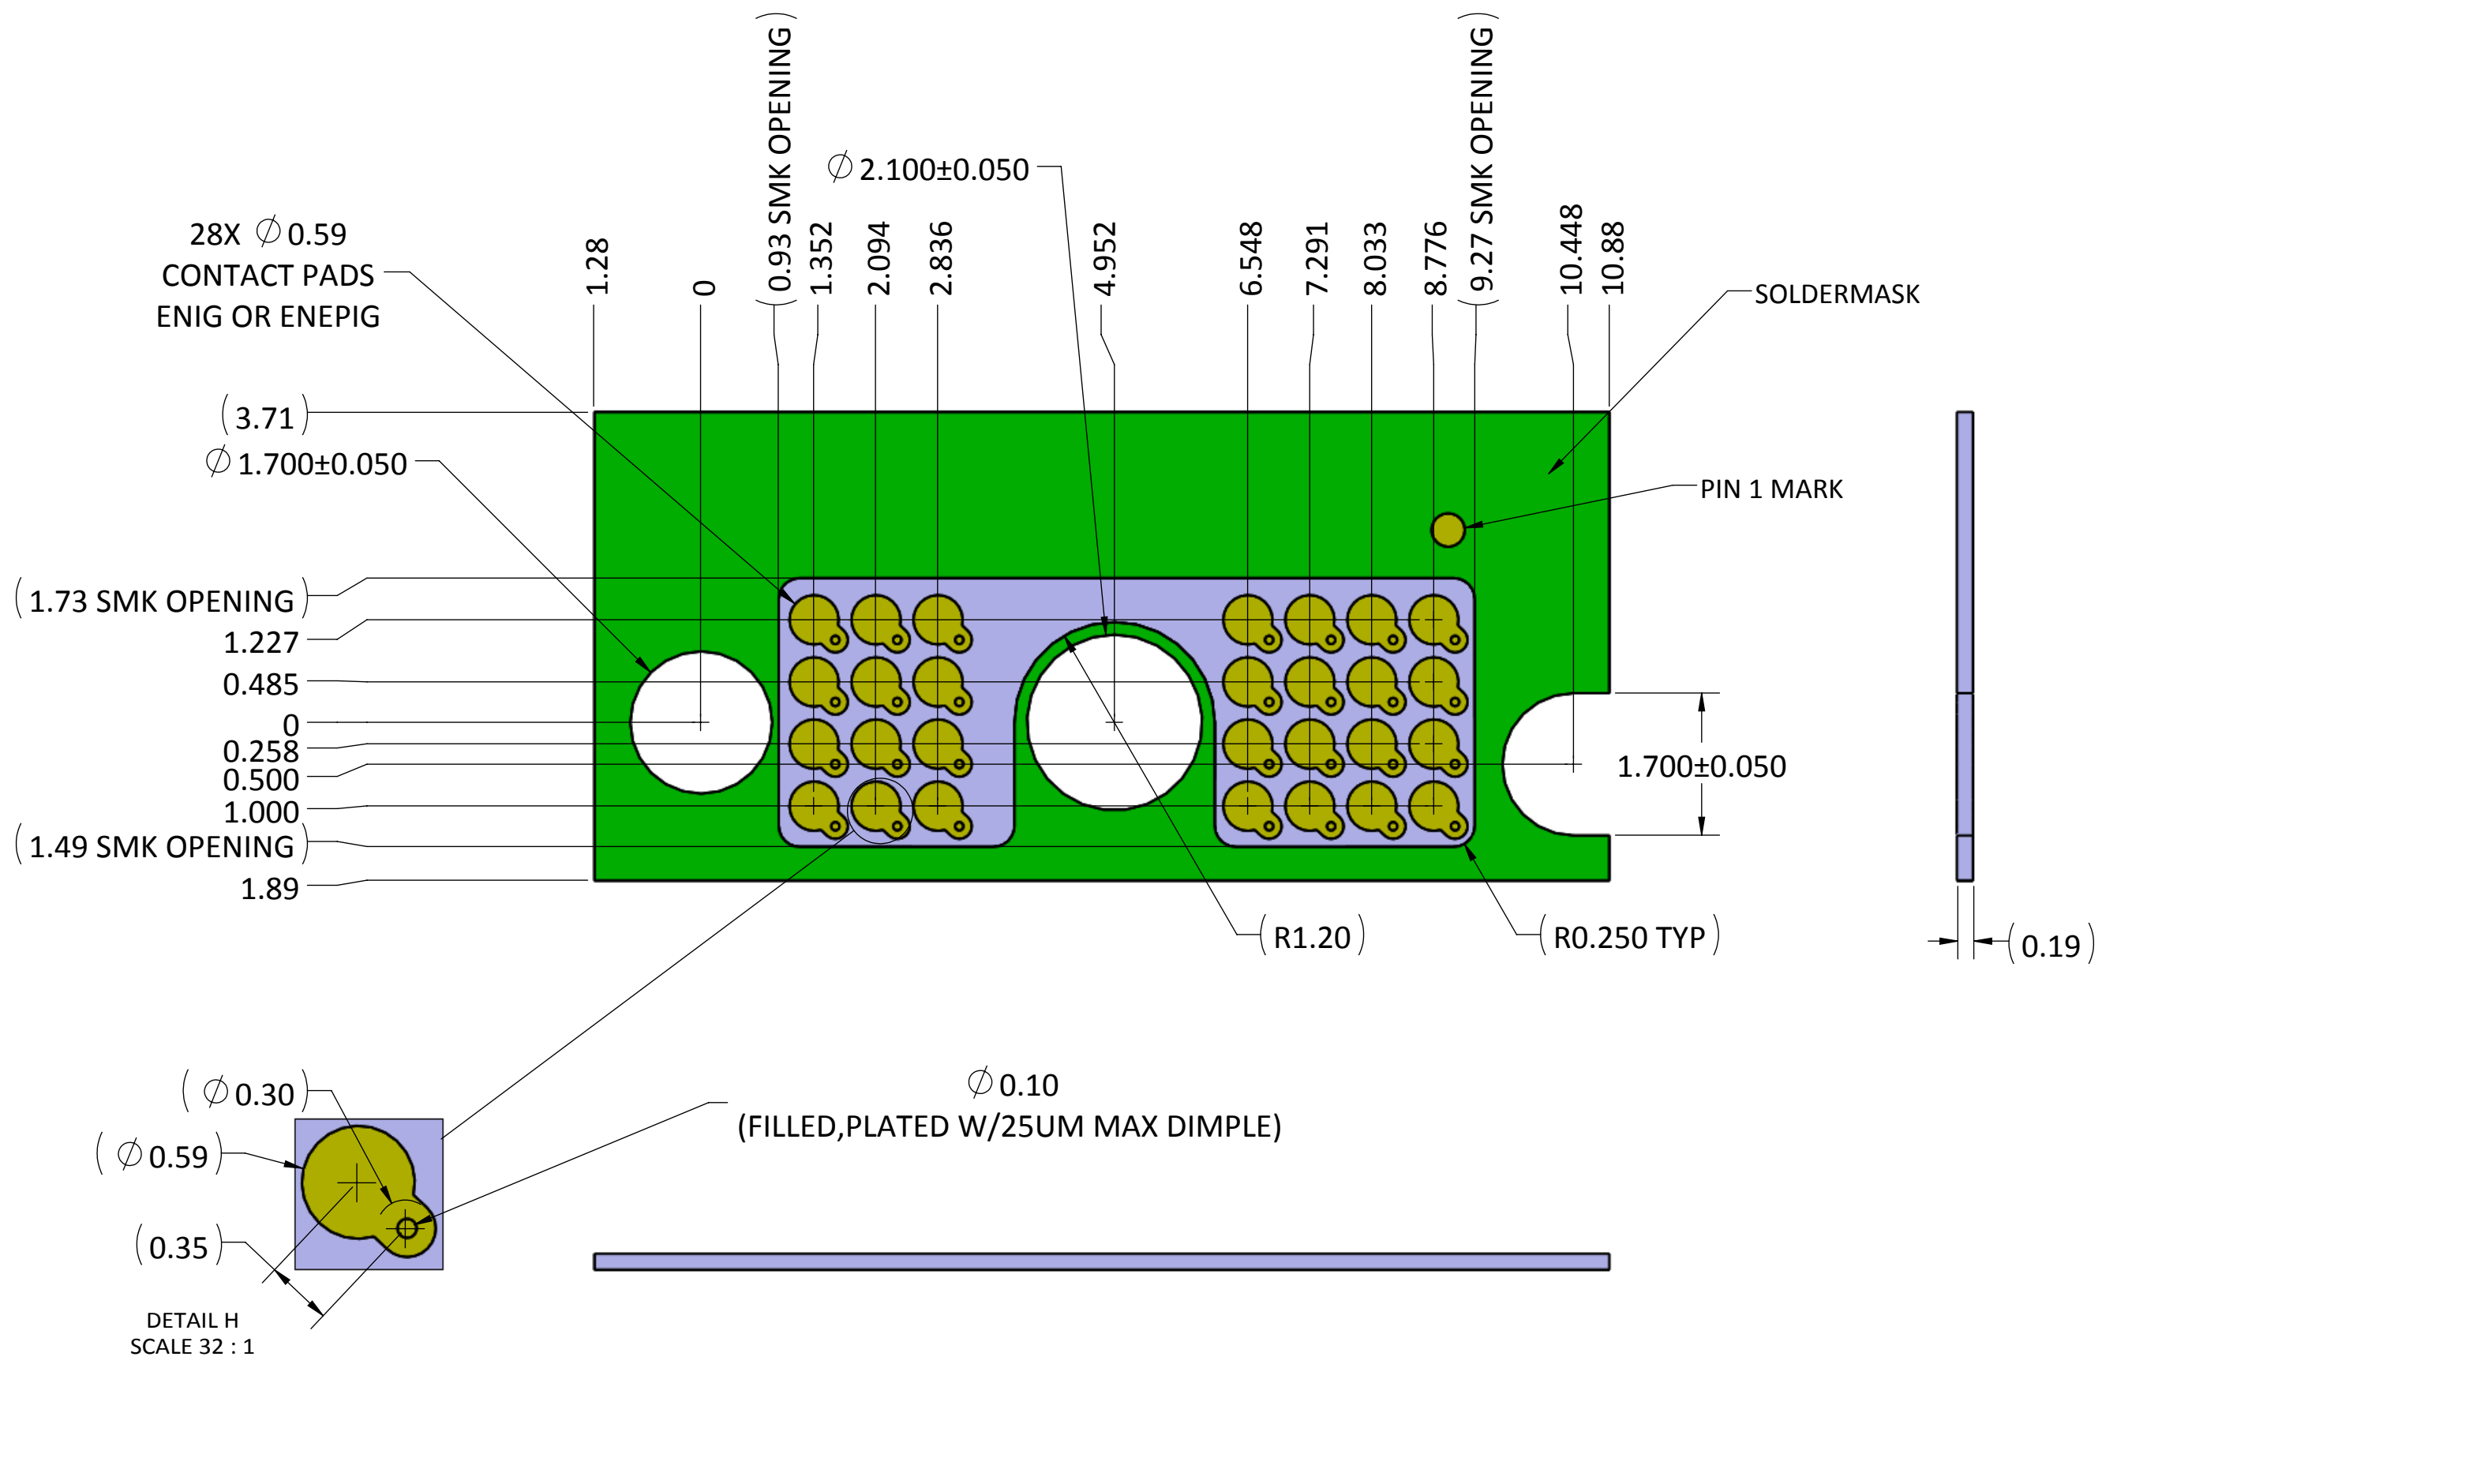 (0.93 SMK OPENING)
(9.27 SMK OPENING)
∅ 2.100±0.050
28X ∅ 0.59
CONTACT PADS
ENIG OR ENEPIG
1.28
0
1.352
2.094
2.836
4.952
6.548
7.291
8.033
8.776
10.448
10.88
SOLDERMASK
(3.71)
∅ 1.700±0.050
PIN 1 MARK
(1.73 SMK OPENING)
1.227
0.485
0
0.258
0.500
1.000
(1.49 SMK OPENING)
1.89
1.700±0.050
(R1.20)
(R0.250 TYP)
(0.19)
(∅ 0.30)
(∅ 0.59)
(0.35)
∅ 0.10
(FILLED,PLATED W/25UM MAX DIMPLE)
DETAIL H
SCALE 32 : 1